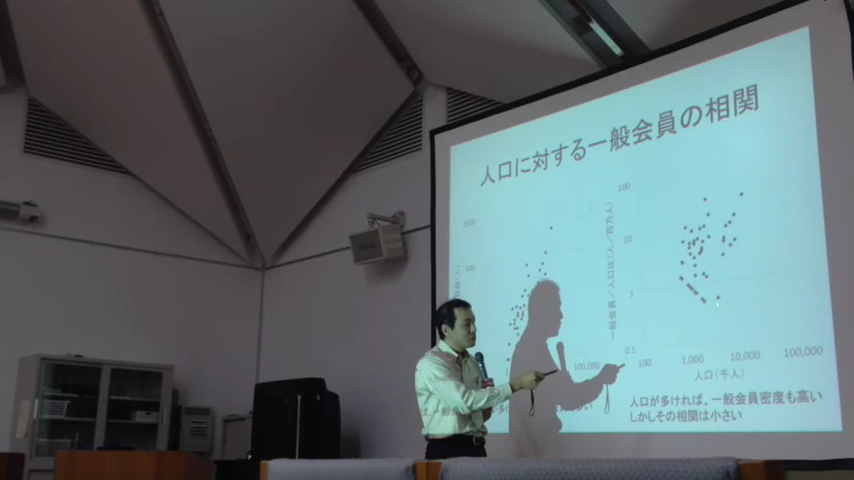 人口に対する一般会員の相関
1000
100
100,000
一般会員／人口比(人／百万人)
100
10
1
0.1
100
1,000
10,000
100,000
人口(千人)
人口が多ければ、一般会員密度も高い
しかしその相関は小さい